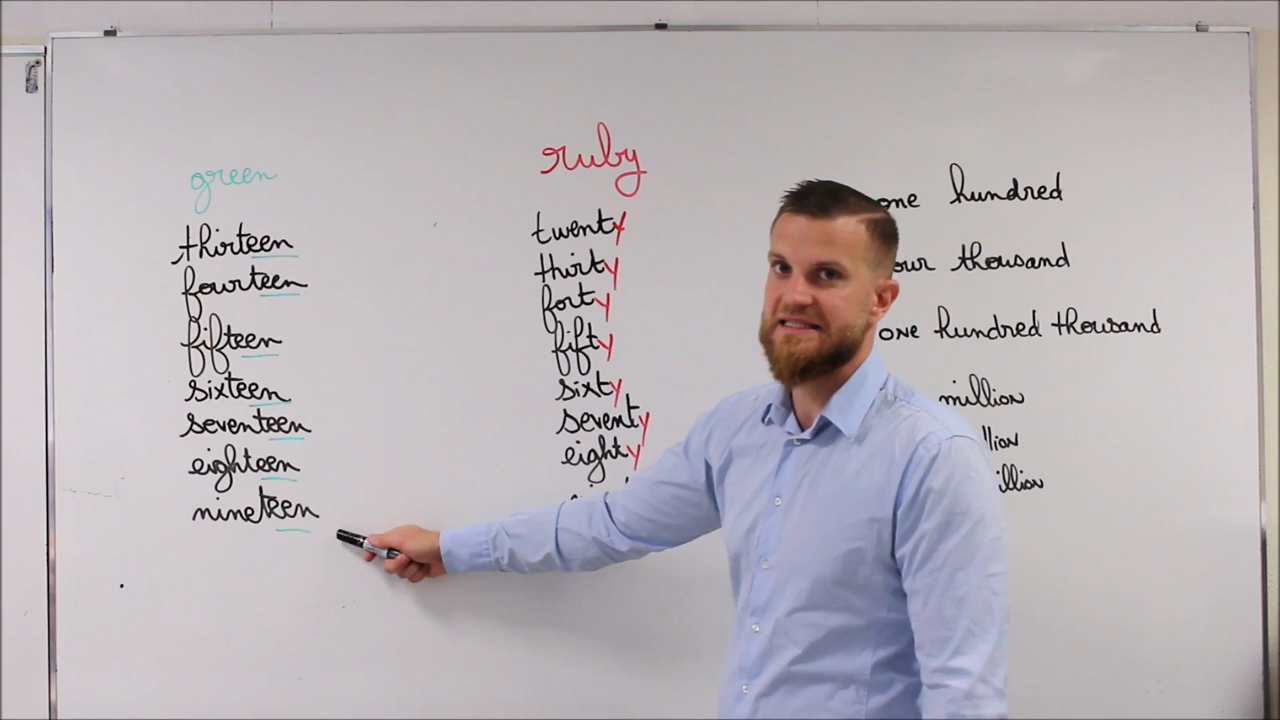 green
thirteen
fourteen
fifteen
sixteen
seventeen
eighteen
nineteen
ruby
twenty
thirty
forty
fifty
sixty
seventy
eighty
one hundred
thousand
one hundred thousand
million